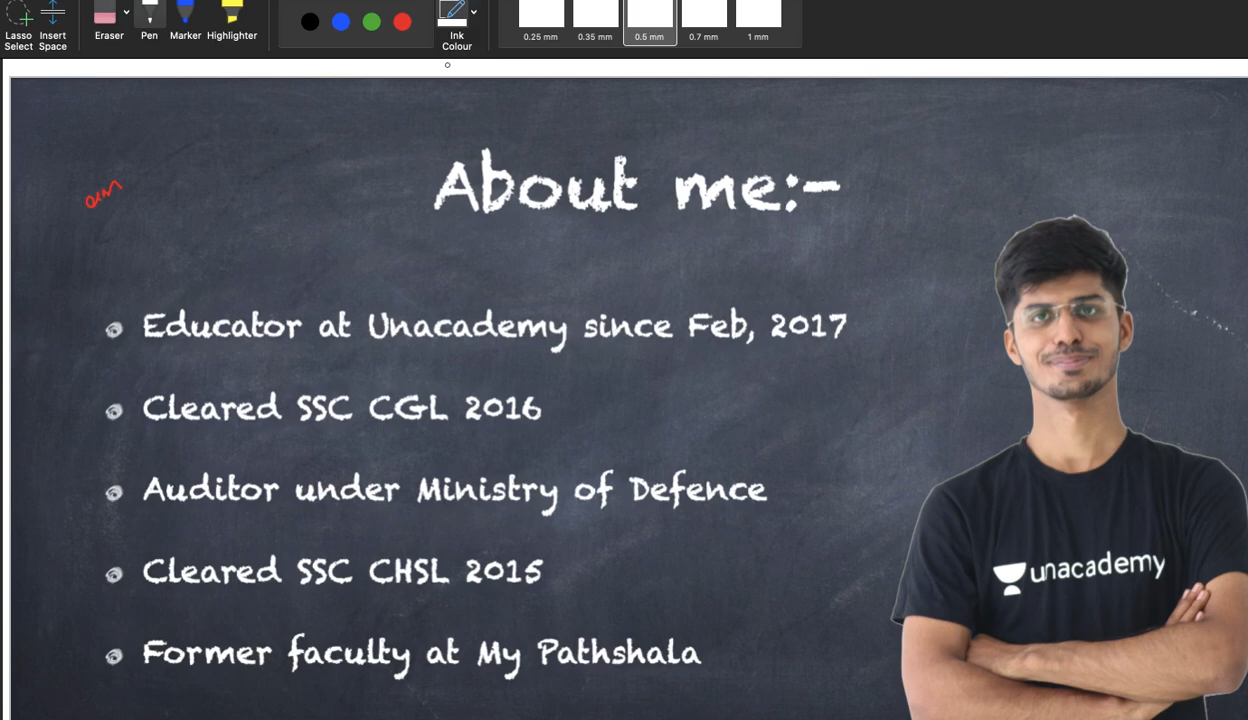 Lasso Select
Insert Space
Eraser
Pen
Marker
Highlighter
Ink Colour
0.25 mm
0.35 mm
0.5 mm
0.7 mm
1 mm
About me:-
Educator at Unacademy since Feb, 2017
Cleared SSC CGL 2016
Auditor under Ministry of Defence
Cleared SSC CHSL 2015
Former faculty at My Pathshala
unacademy